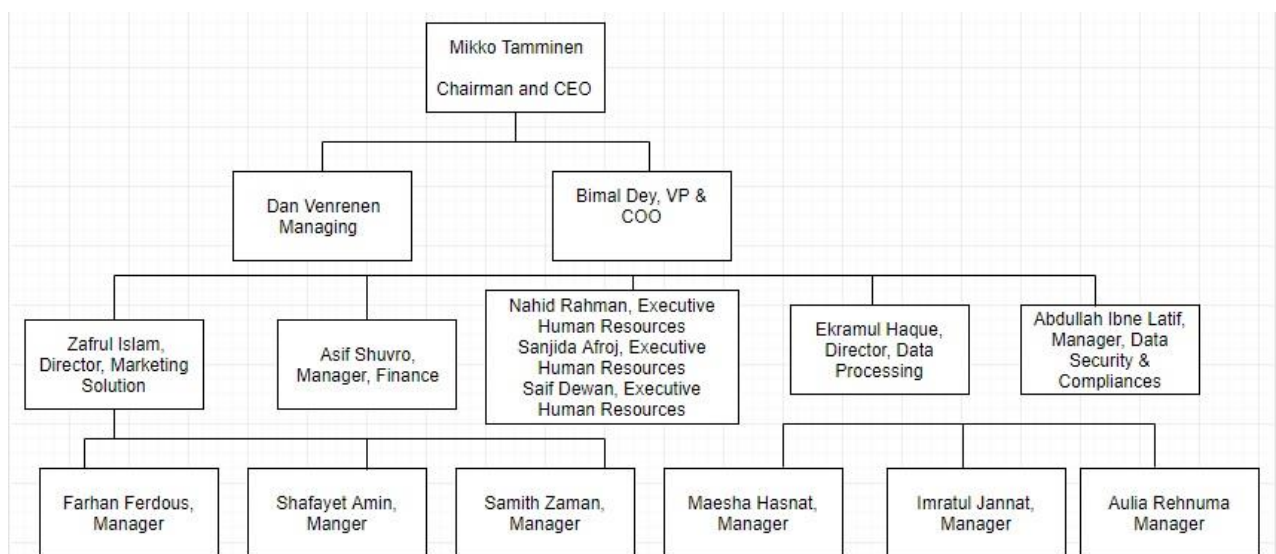 Mikko Tamminen
Chairman and CEO
Dan Venrenen
Managing
Bimal Dey, VP &
COO
Zafrul Islam,
Director, Marketing
Solution
Asif Shuvro,
Manager, Finance
Nahid Rahman, Executive
Human Resources
Sanjida Afroj, Executive
Human Resources
Saif Dewan, Executive
Human Resources
Ekramul Haque,
Director, Data
Processing
Abdullah Ibne Latif,
Manager, Data
Security &
Compliances
Farhan Ferdous,
Manager
Shafayet Amin,
Manger
Samith Zaman,
Manager
Maesha Hasnat,
Manager
Imratul Jannat,
Manager
Aulia Rehnuma
Manager